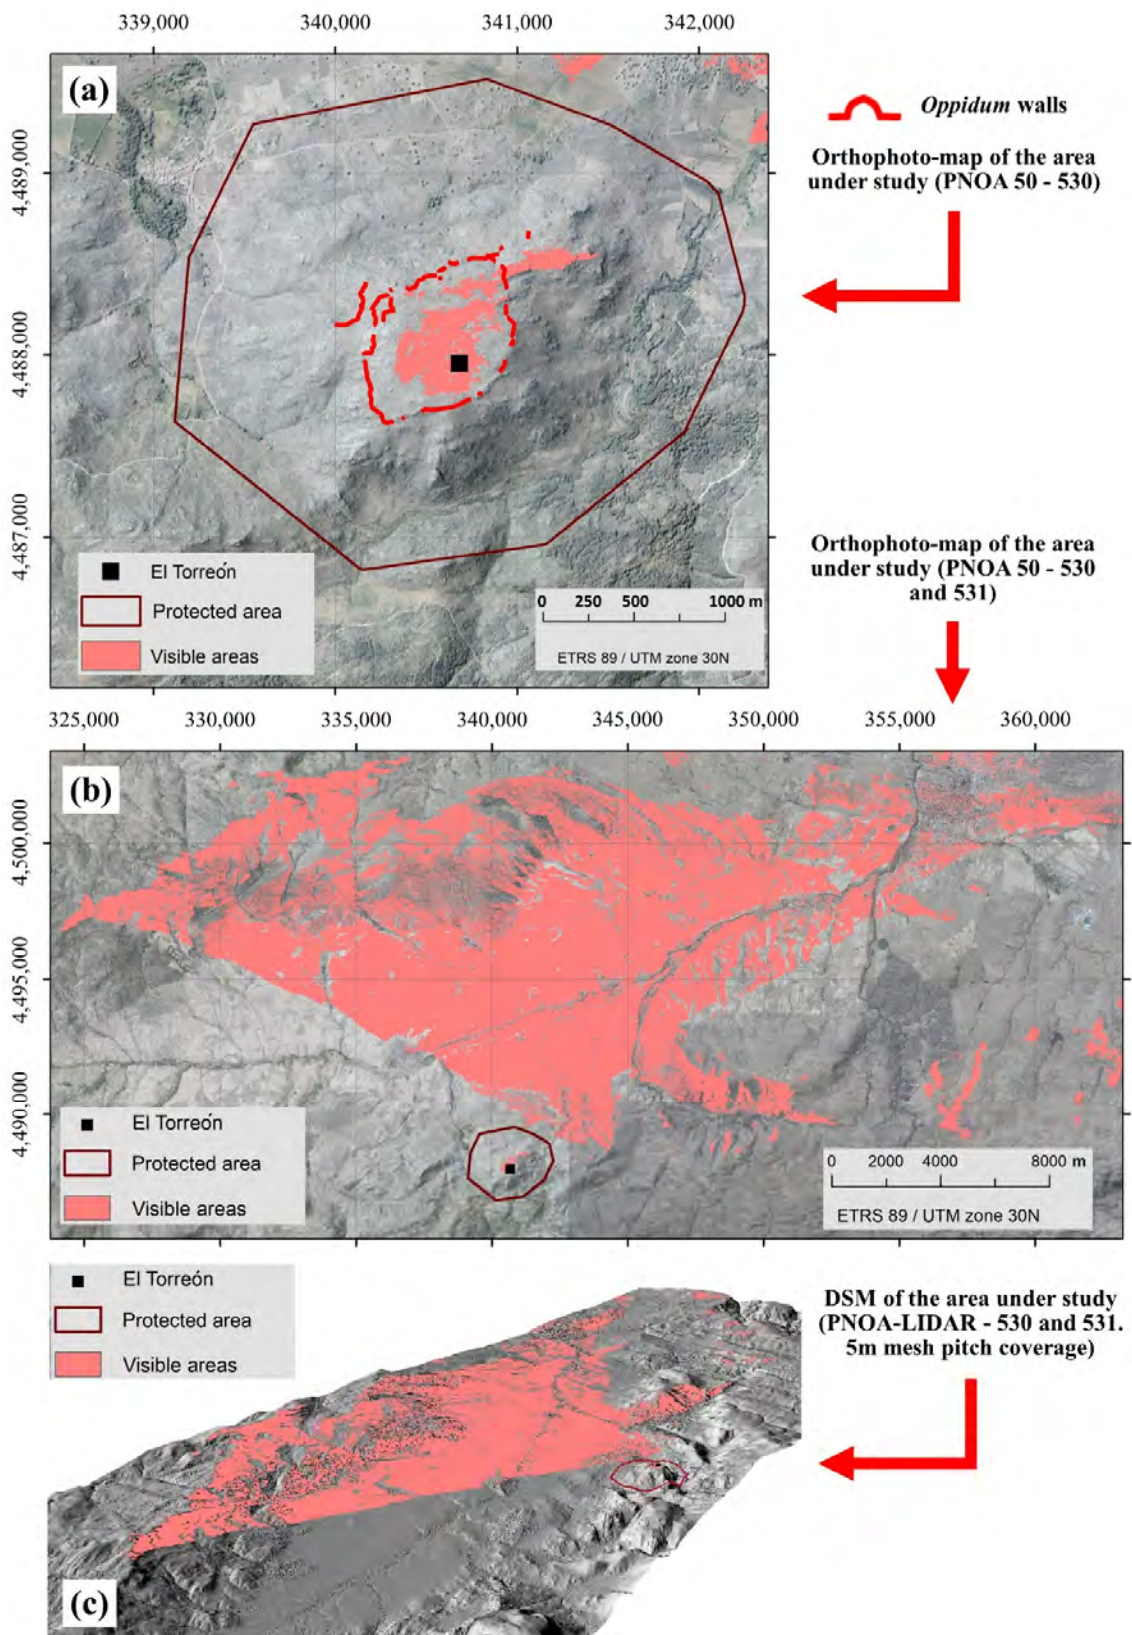 339,000 340,000 341,000 342,000
(a)
Oppidum walls
Orthophoto-map of the area
under study (PNOA 50 - 530)
4,489,000
4,488,000
4,487,000
El Torreón
Protected area
Visible areas
0 250 500 1000 m
ETRS 89 / UTM zone 30N
Orthophoto-map of the area
under study (PNOA 50 - 530
and 531)
325,000 330,000 335,000 340,000 345,000 350,000 355,000 360,000
(b)
4,500,000
4,495,000
4,490,000
El Torreón
Protected area
Visible areas
0 2000 4000 8000 m
ETRS 89 / UTM zone 30N
El Torreón
Protected area
Visible areas
DSM of the area under study
(PNOA-LIDAR - 530 and 531.
5m mesh pitch coverage)
(c)